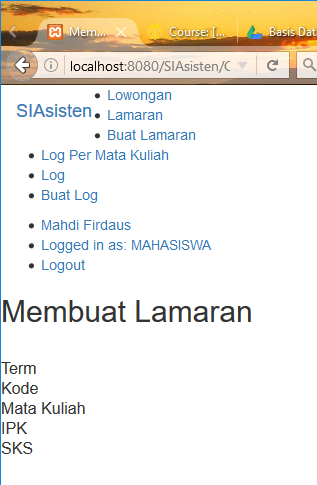 Mem...
Course: [...
Basis Dat
localhost:8080/SIAsisten/C
SIAsisten
Lowongan
Lamaran
Buat Lamaran
Log Per Mata Kuliah
Log
Buat Log
Mahdi Firdaus
Logged in as: MAHASISWA
Logout
Membuat Lamaran
Term
Kode
Mata Kuliah
IPK
SKS